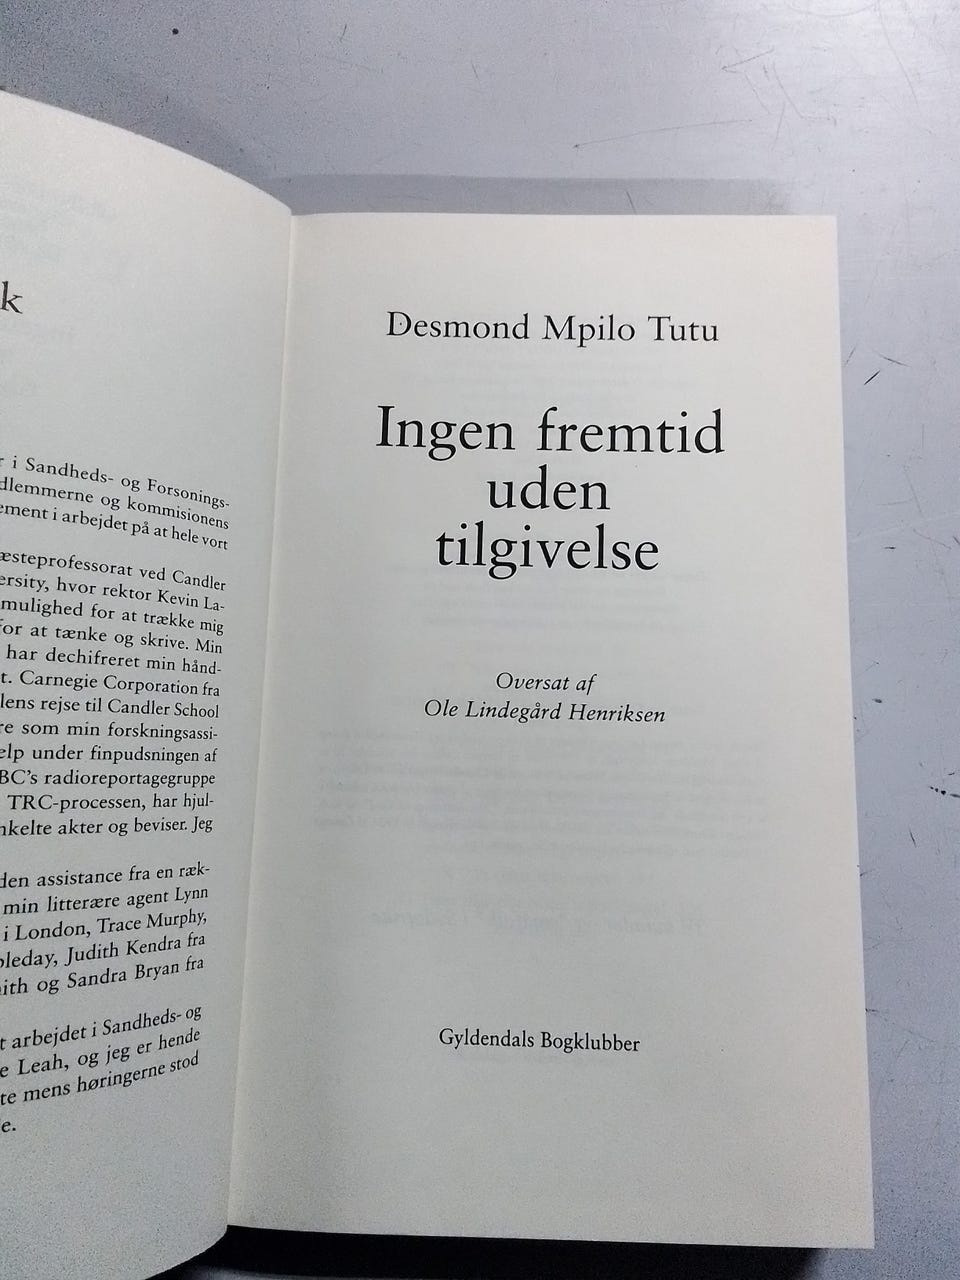 k
r i Sandheds- og Forsonings-
dlemmerne og kommisionens
ement i arbejdet på at hele vort
æsteprofessorat ved Candler
ersity, hvor rektor Kevin La-
mulighed for at trække mig
for at tænke og skrive. Min
har dechifreret min hånd-
t. Carnegie Corporation fra
lens rejse til Candler School
re som min forskningsassi-
elp under finpudsningen af
BC's radioreportagegruppe
TRC-processen, har hjul-
nkelte akter og beviser. Jeg
den assistance fra en ræk-
min litterære agent Lynn
i London, Trace Murphy,
bleday, Judith Kendra fra
ith og Sandra Bryan fra
t arbejdet i Sandheds- og
e Leah, og jeg er hende
te mens høringerne stod
e.
Desmond Mpilo Tutu
Ingen fremtid
uden
tilgivelse
Oversat af
Ole Lindegård Henriksen
Gyldendals Bogklubber